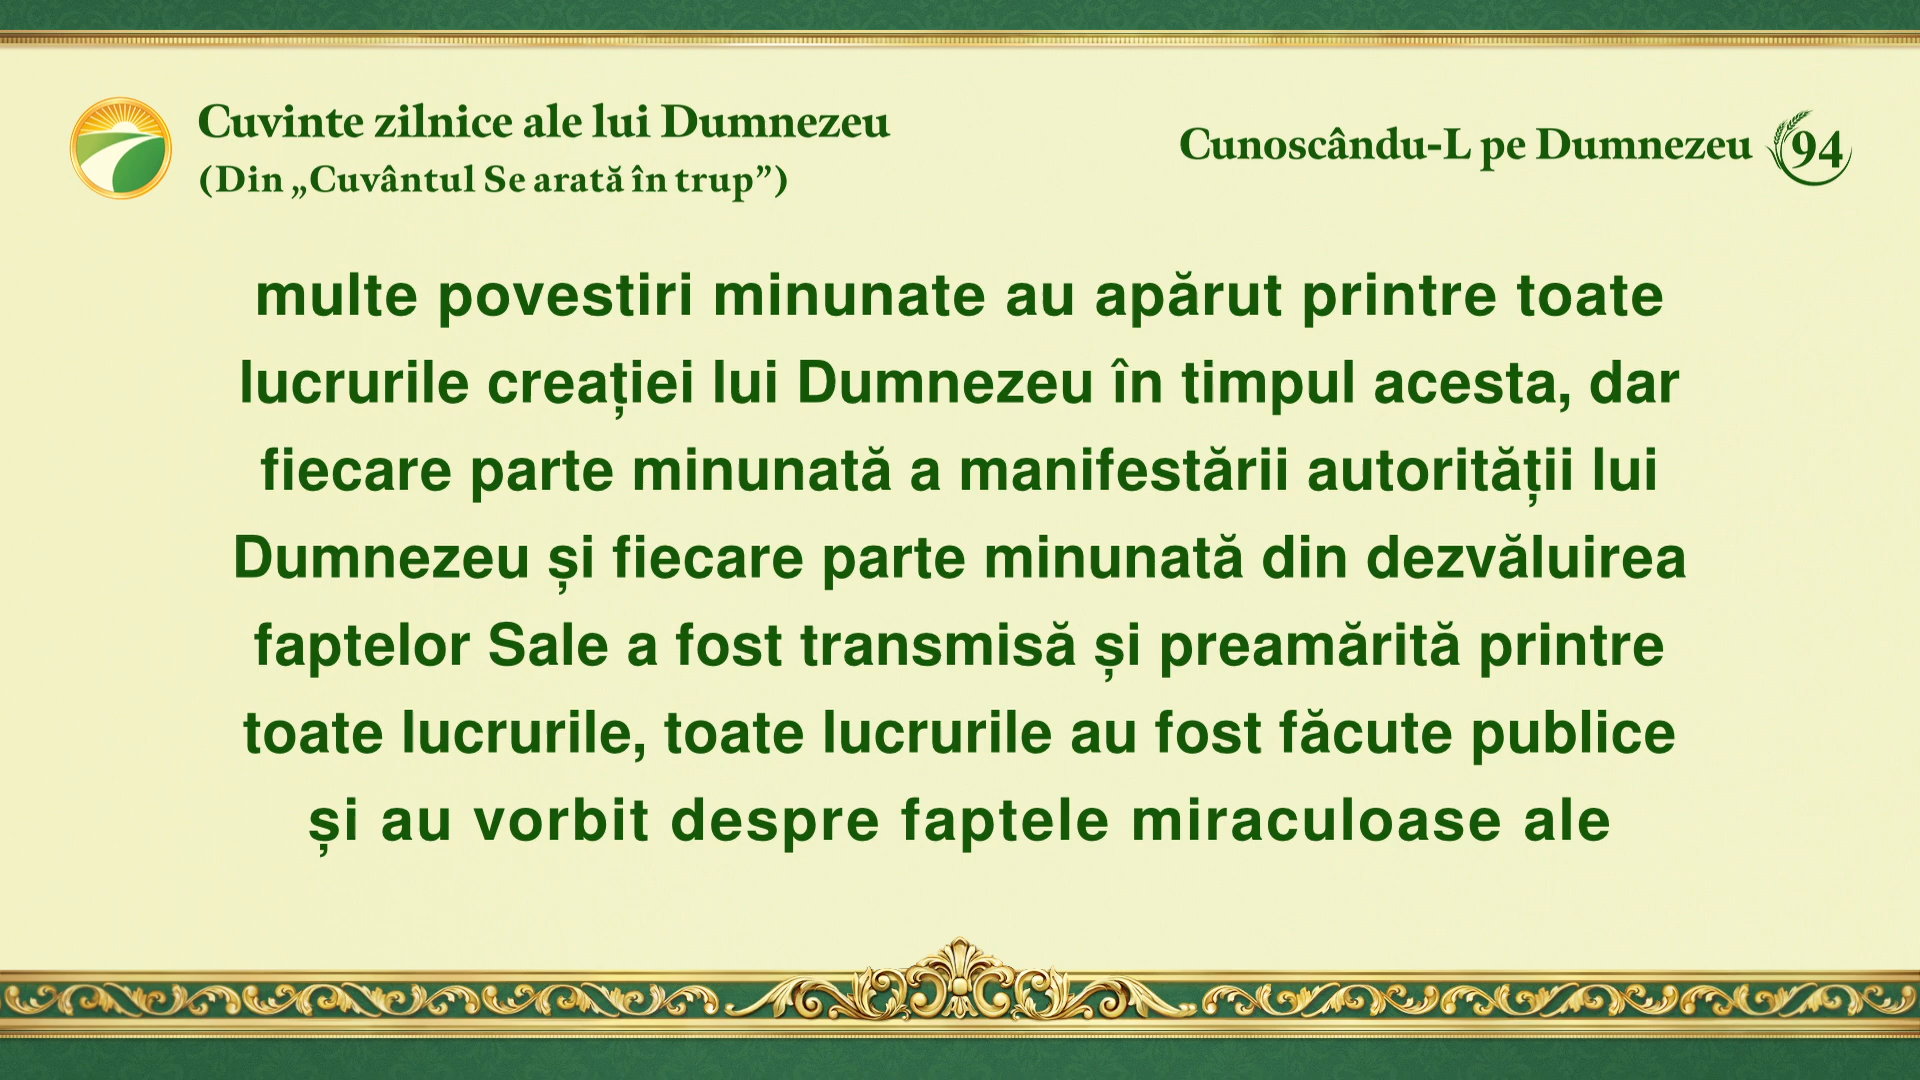 Cuvinte zilnice ale lui Dumnezeu
(Din „Cuvântul Se arată în trup”)
Cunoscându-L pe Dumnezeu 94
multe povestiri minunate au apărut printre toate
lucrurile creației lui Dumnezeu în timpul acesta, dar
fiecare parte minunată a manifestării autorității lui
Dumnezeu și fiecare parte minunată din dezvăluirea
faptelor Sale a fost transmisă și preamărită printre
toate lucrurile, toate lucrurile au fost făcute publice
și au vorbit despre faptele miraculoase ale